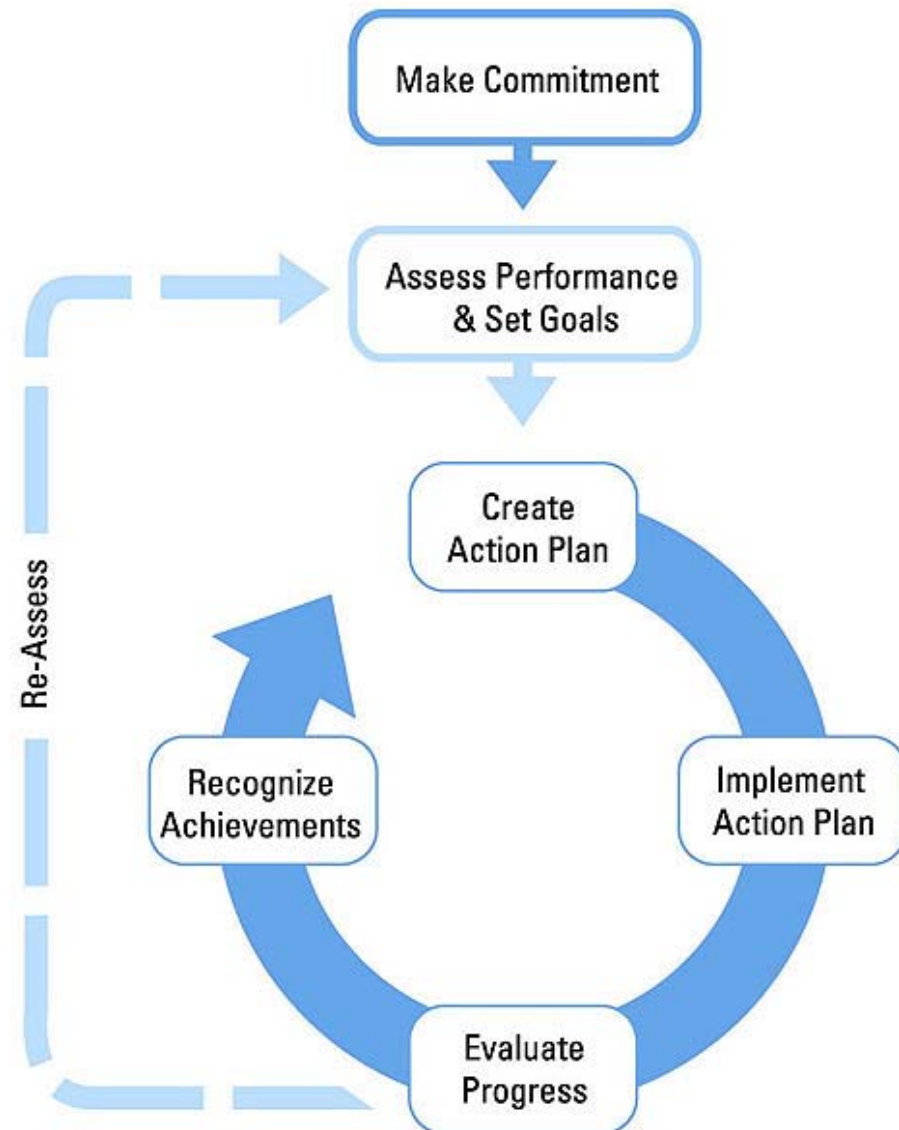 Make Commitment
Assess Performance
& Set Goals
Create
Action Plan
Re-Assess
Recognize
Achievements
Implement
Action Plan
Evaluate
Progress